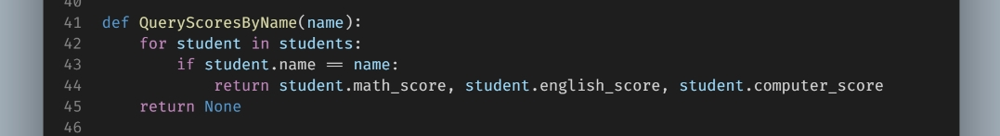 40
41 def QueryScoresByName(name):
42     for student in students:
43         if student.name == name:
44             return student.math_score, student.english_score, student.computer_score
45     return None
46